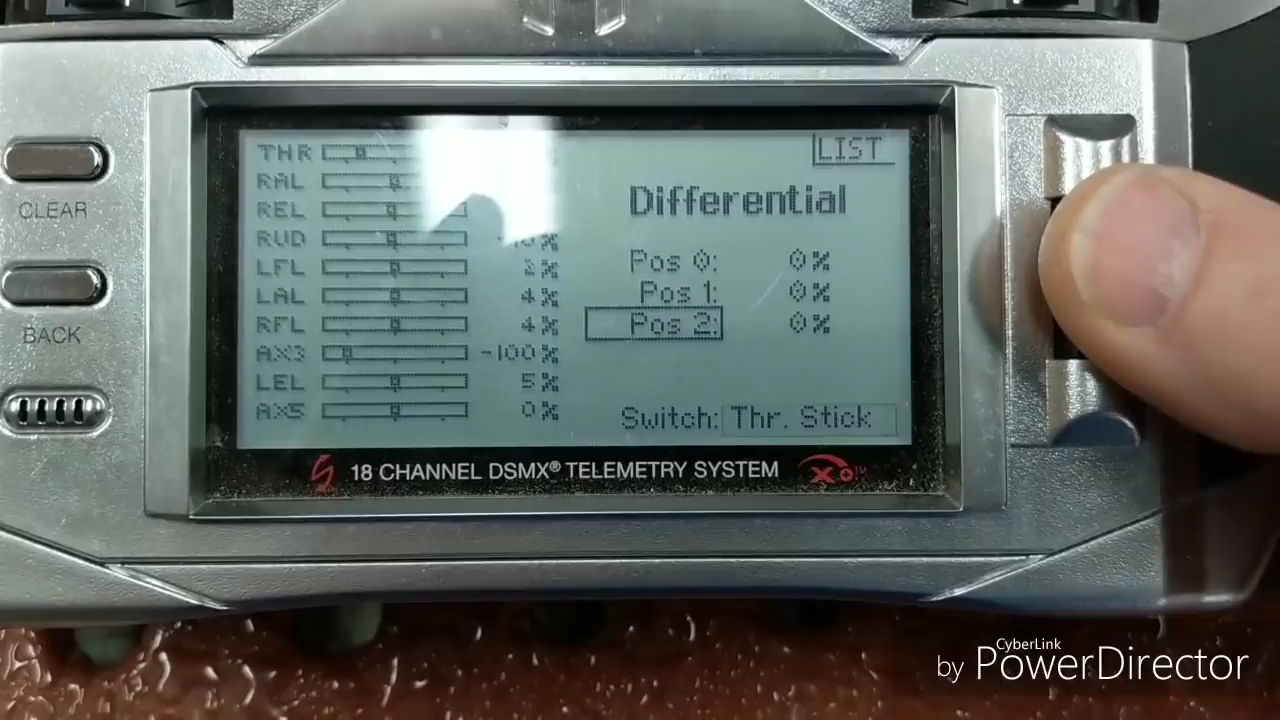 CLEAR
BACK
THR
RAL
REL
RUD
LFL
LAL 4%
RFL 4%
AX3 -100%
LEL 5%
AX5 0%
LIST
Differential
Pos 0: 0%
Pos 1: 0%
Pos 2: 0%
Switch: Thr. Stick
18 CHANNEL DSMX® TELEMETRY SYSTEM
CyberLink
by PowerDirector